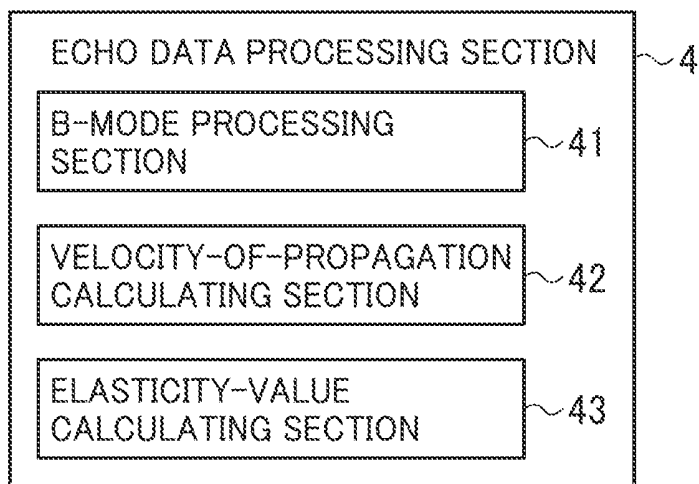 ECHO DATA PROCESSING SECTION 4
B-MODE PROCESSING
SECTION
41
VELOCITY-OF-PROPAGATION
CALCULATING SECTION
42
ELASTICITY-VALUE
CALCULATING SECTION
43